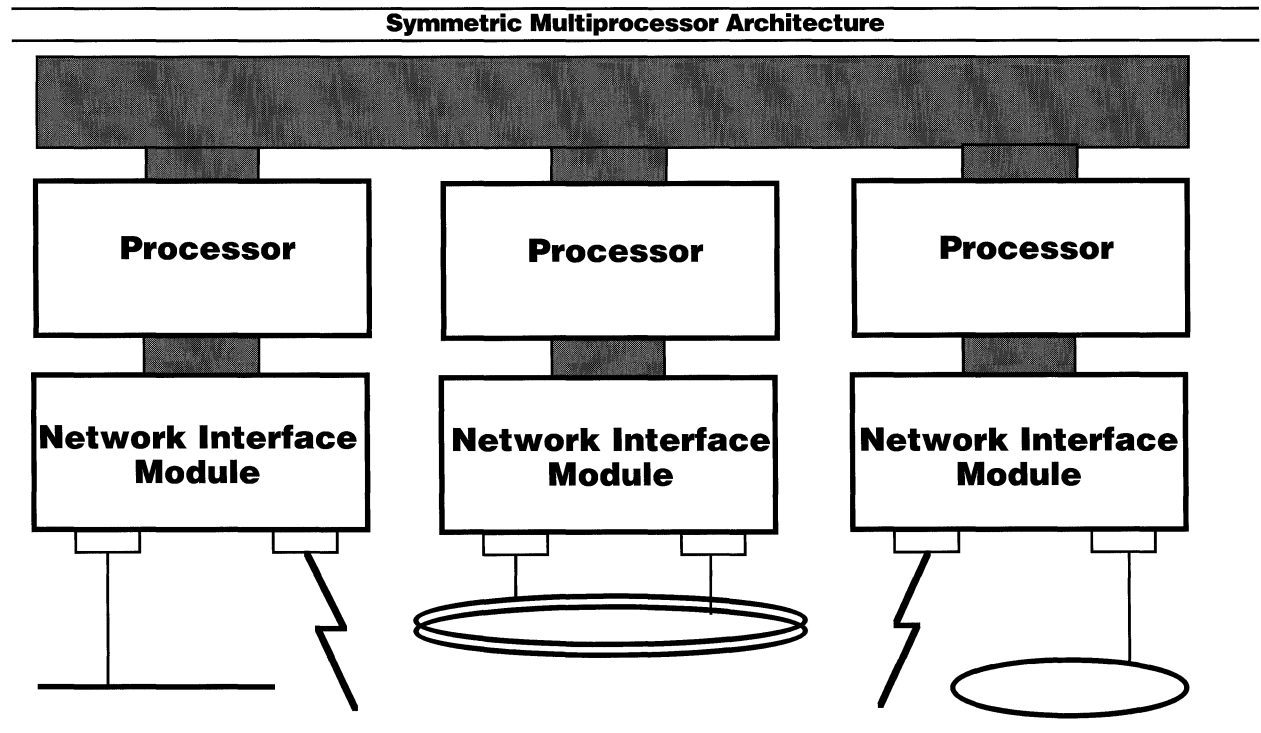 Symmetric Multiprocessor Architecture
Processor
Processor
Processor
Network Interface
Module
Network Interface
Module
Network Interface
Module